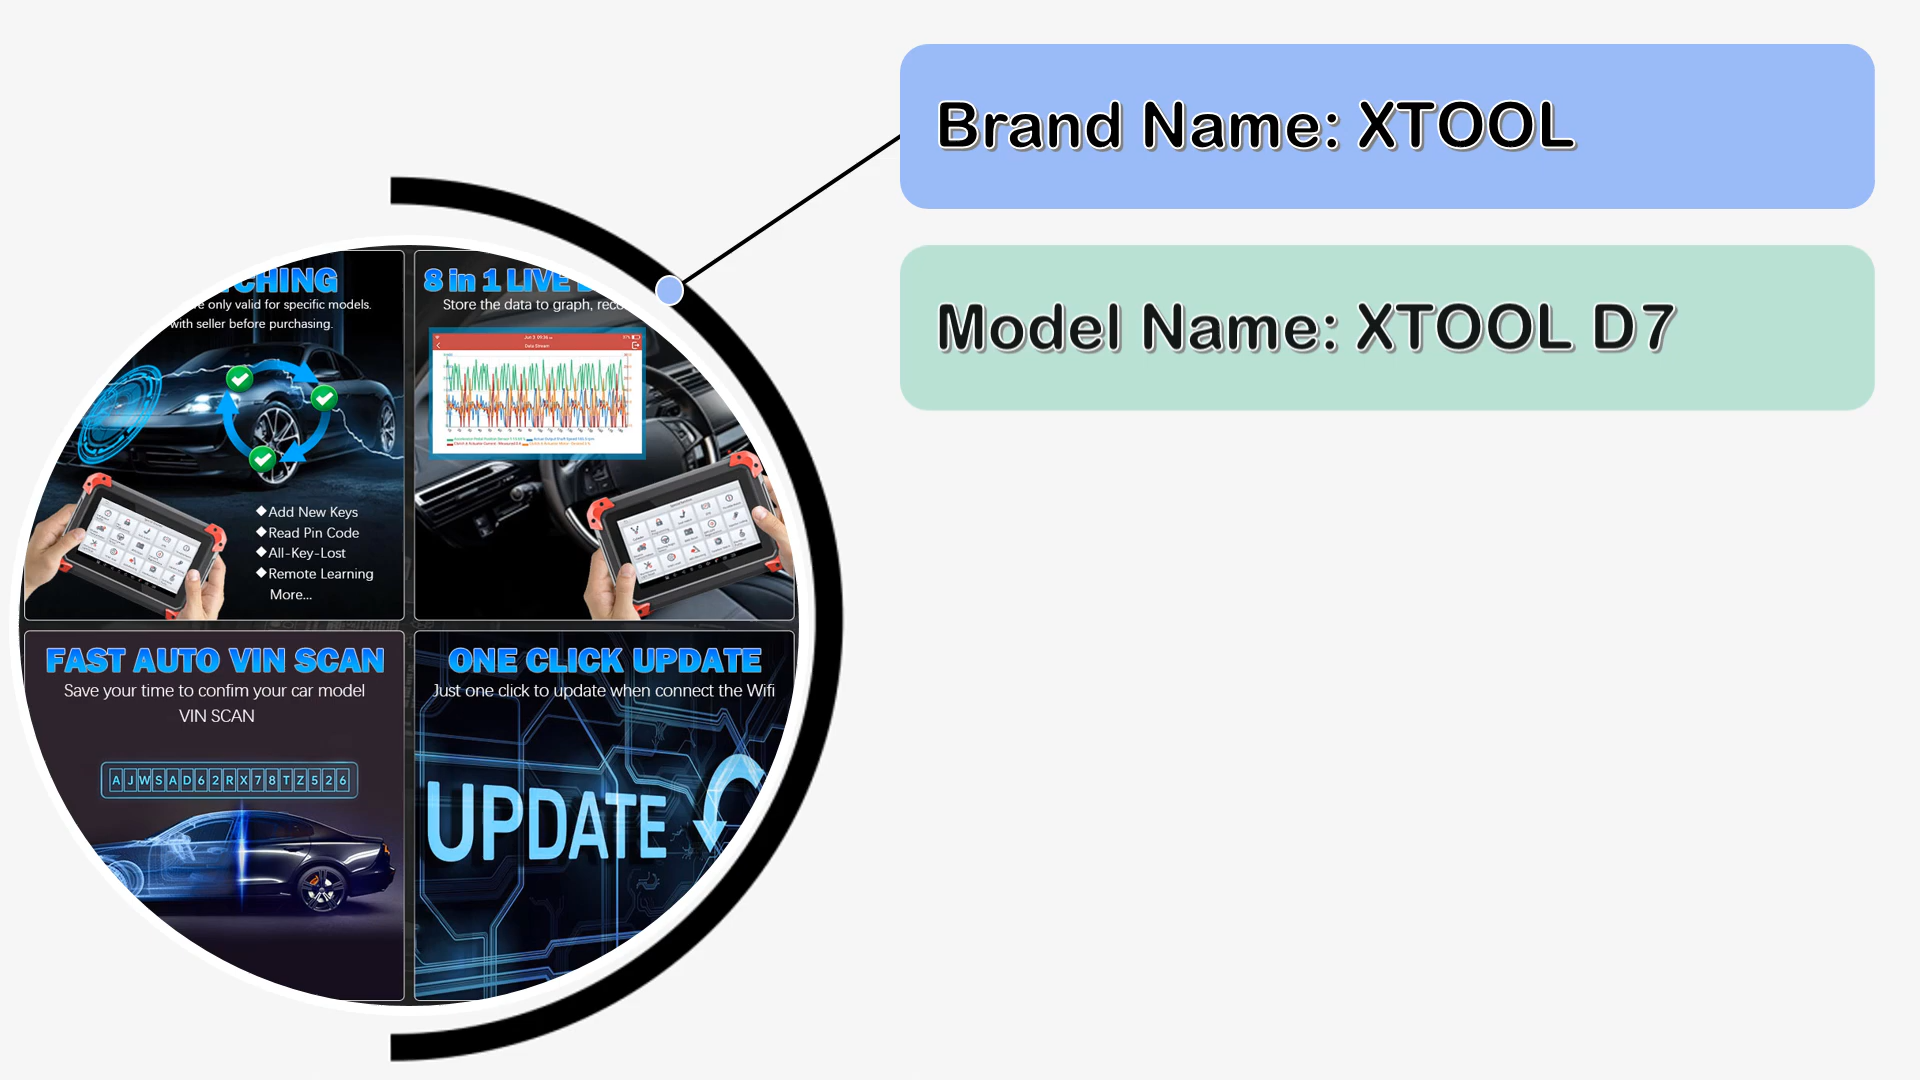 Brand Name: XTOOL
Model Name: XTOOL D7
CHING
e only valid for specific models.
with seller before purchasing.
Add New Keys
Read Pin Code
All-Key-Lost
Remote Learning
More...
8 in 1 LIVE
Store the data to graph, reco
Data Stream
FAST AUTO VIN SCAN
Save your time to confim your car model
VIN SCAN
AJWSAD62RX78TZ526
ONE CLICK UPDATE
Just one click to update when connect the Wifi
UPDATE